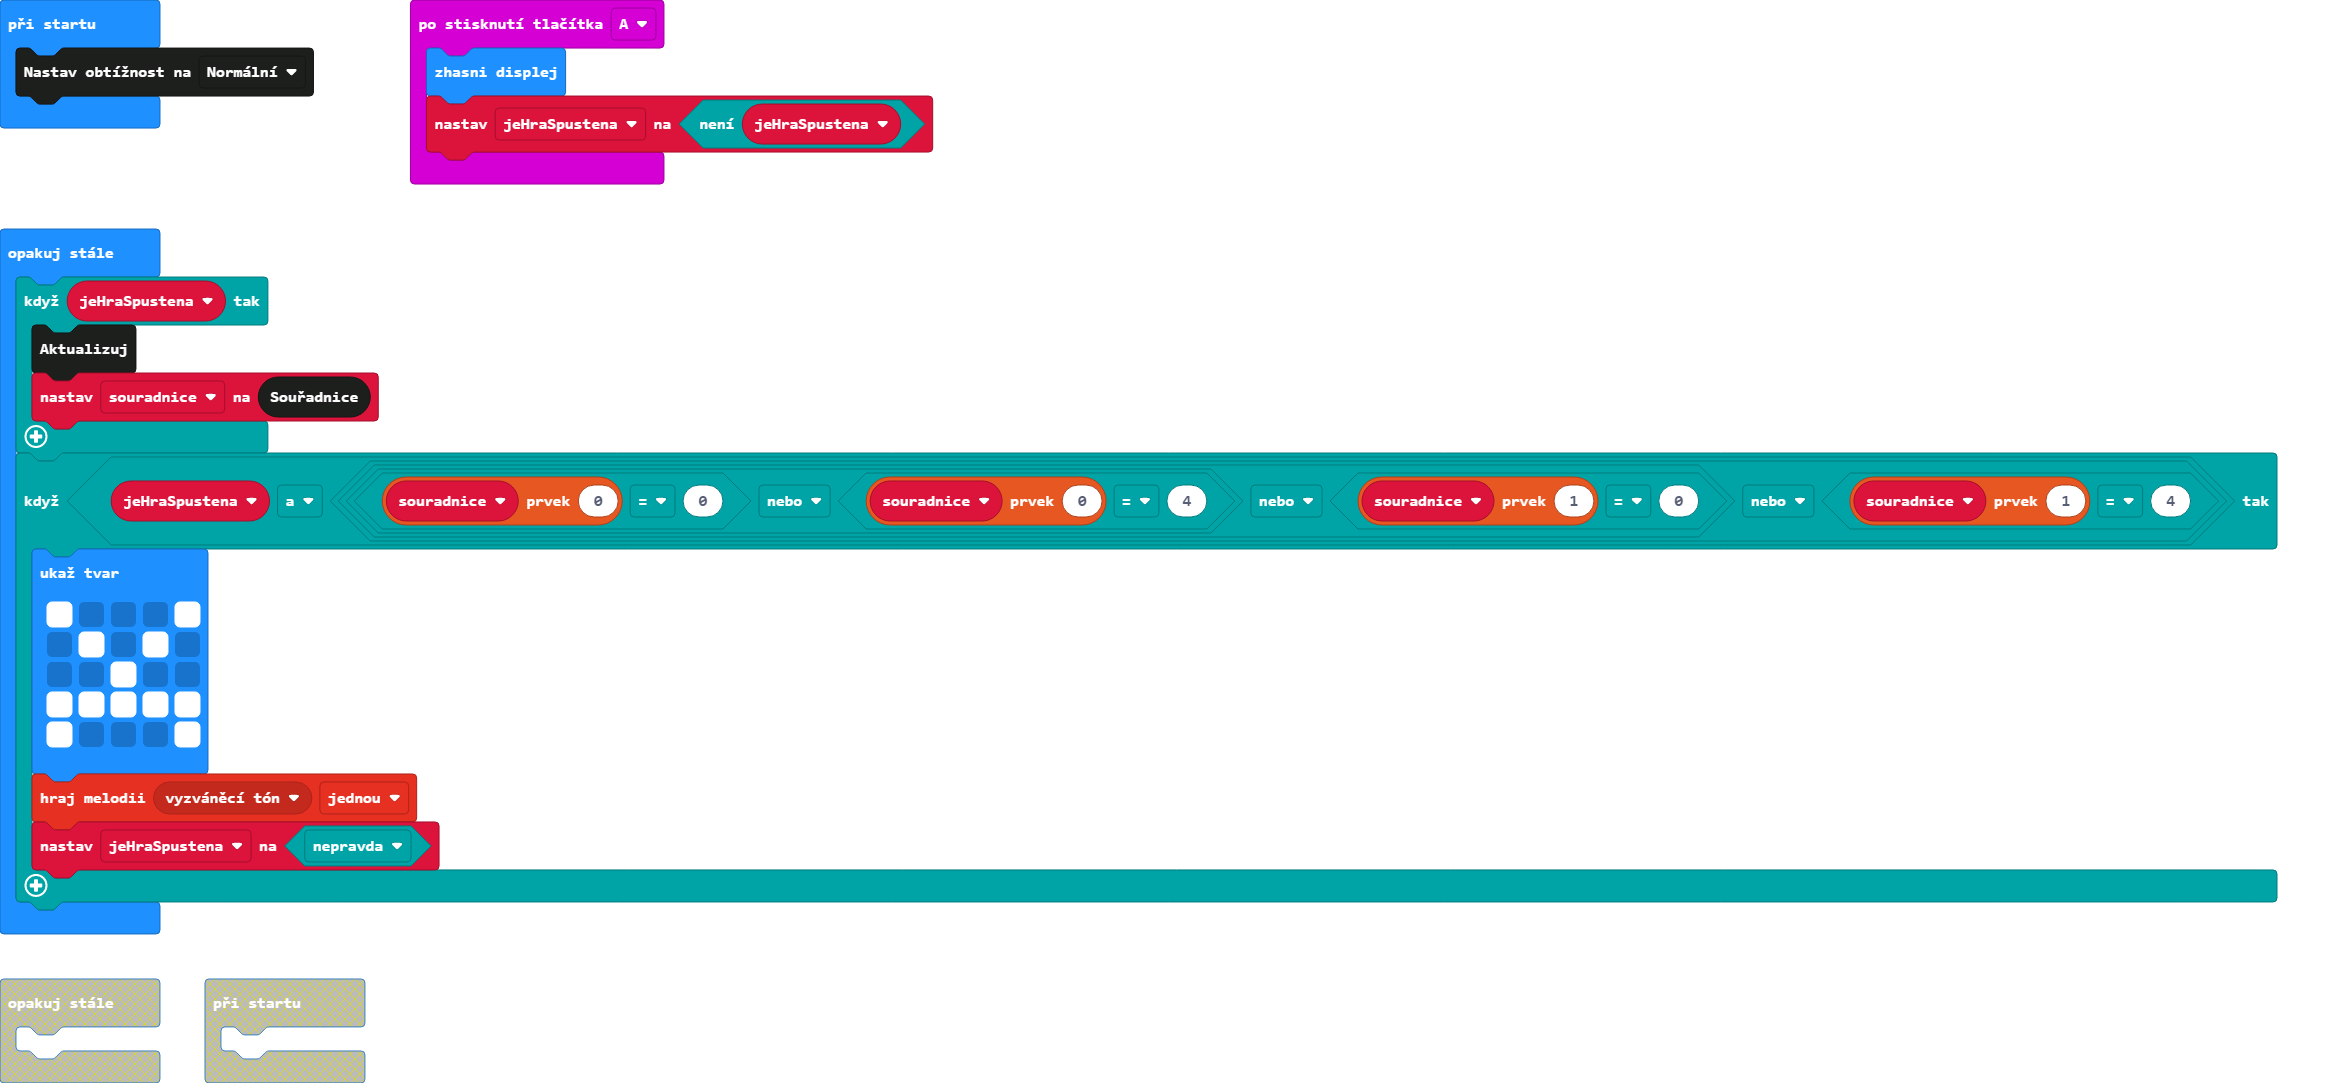 při startu
Nastav obtížnost na Normální
po stisknutí tlačítka A
zhasni displej
nastav jeHraSpustena na není jeHraSpustena
opakuj stále
když jeHraSpustena tak
Aktualizuj
nastav souradnice na Souřadnice
když jeHraSpustena a souradnice prvek 0 = 0 nebo souradnice prvek 0 = 4 nebo souradnice prvek 1 = 0 nebo souradnice prvek 1 = 4 tak
ukaž tvar
hraj melodii vyzváněcí tón jednou
nastav jeHraSpustena na nepravda
opakuj stále
při startu